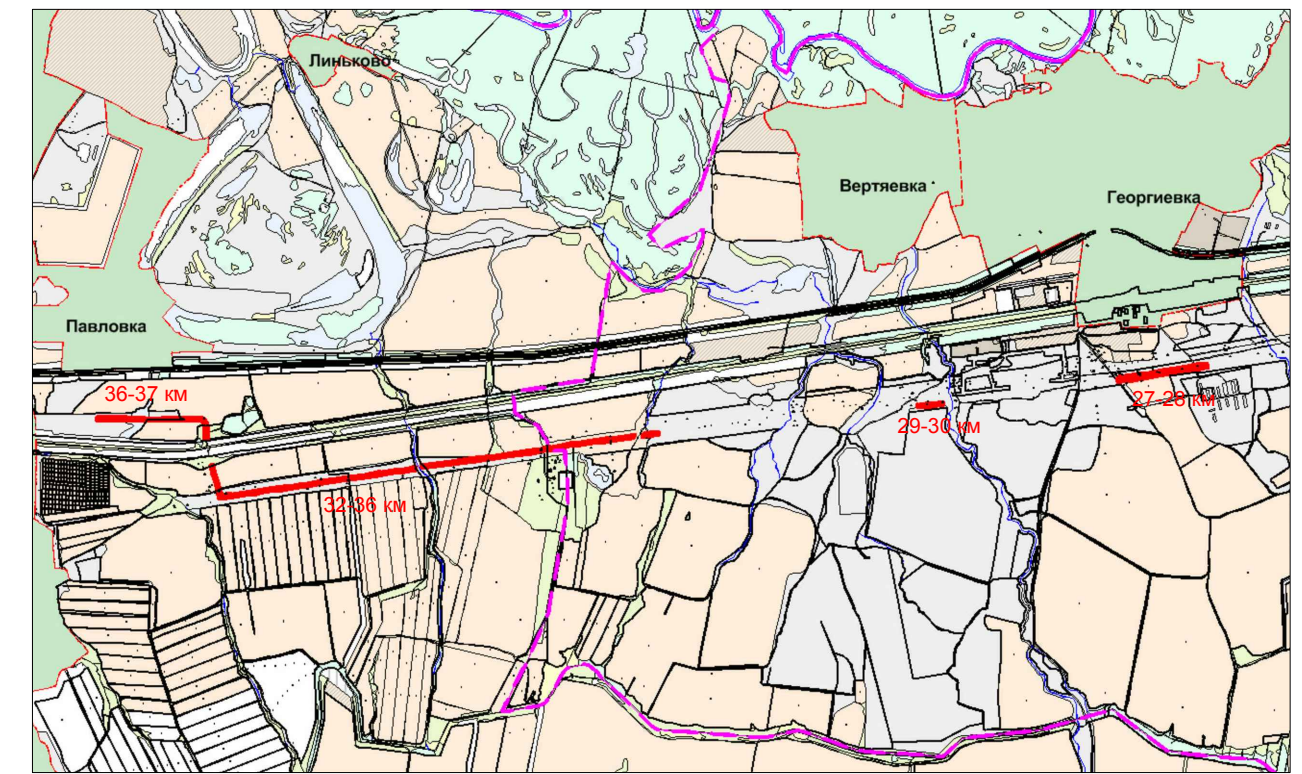 Линьково
Вертяевка
Георгиевка
Павловка
36-37 км
27-28 км
29-30 км
32-36 км